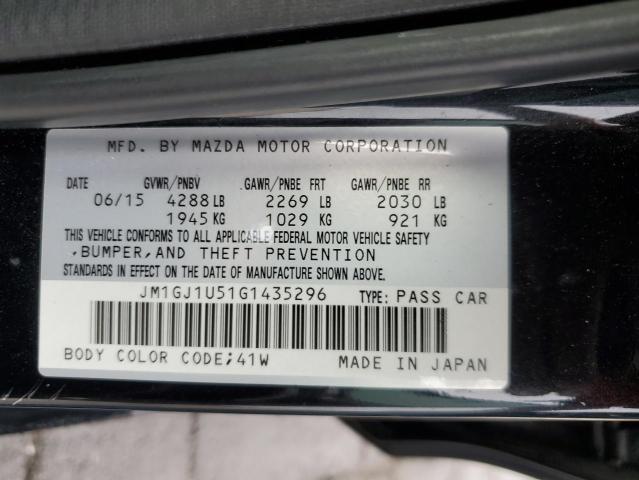 MFD. BY MAZDA MOTOR CORPORATION
DATE GVWR/PNBV GAWR/PNBE FRT GAWR/PNBE RR
06/15 4288 LB 2269 LB 2030 LB
1945 KG 1029 KG 921 KG
THIS VEHICLE CONFORMS TO ALL APPLICABLE FEDERAL MOTOR VEHICLE SAFETY
,BUMPER,AND THEFT PREVENTION
STANDARDS IN EFFECT ON THE DATE OF MANUFACTURE SHOWN ABOVE.
JM1GJ1U51G1435296 TYPE: PASS CAR
BODY COLOR CODE;41W MADE IN JAPAN